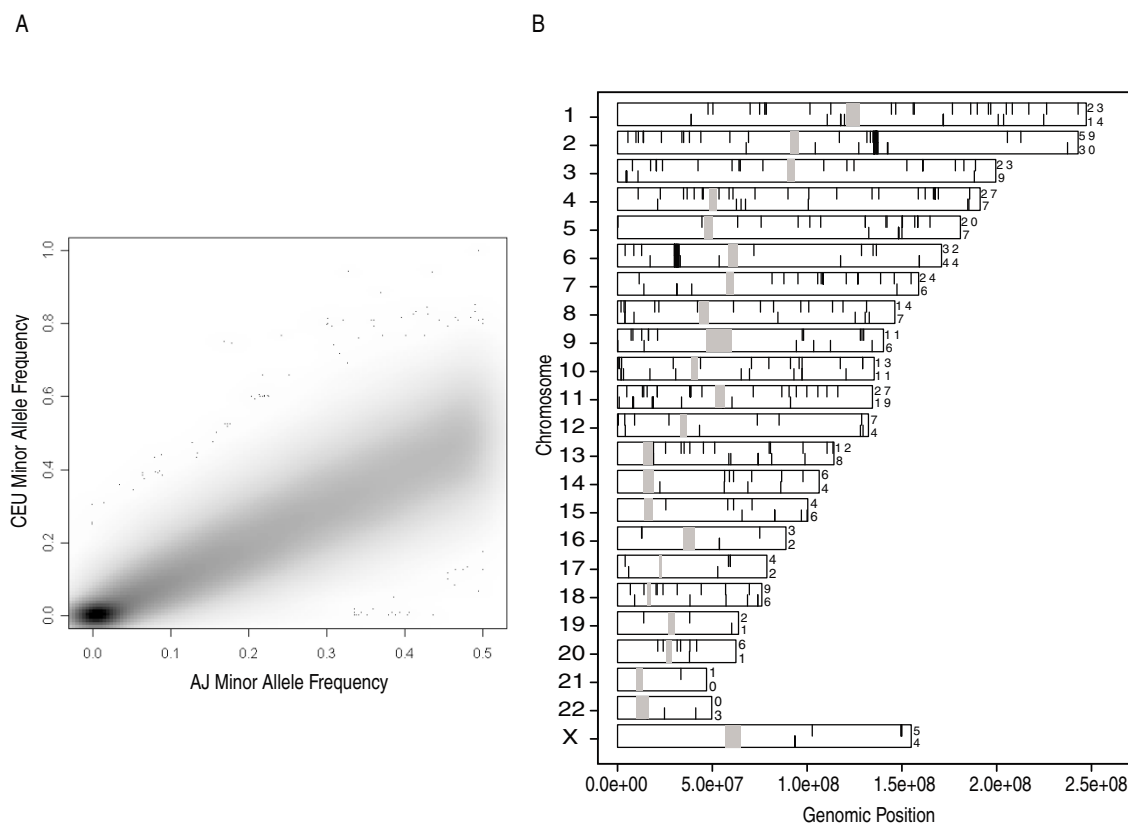 A
CEU Minor Allele Frequency
1.0
0.8
0.6
0.4
0.2
0.0
0.0 0.1 0.2 0.3 0.4 0.5
AJ Minor Allele Frequency
B
Chromosome
1 23 14
2 59 30
3 23 9
4 27 7
5 20 7
6 32 44
7 24 6
8 14 7
9 11 6
10 13 11
11 27 19
12 7 4
13 12 8
14 6 4
15 4 6
16 3 2
17 4 2
18 9 6
19 2 1
20 6 1
21 1 0
22 0 3
X 5 4
0.0e+00 5.0e+07 1.0e+08 1.5e+08 2.0e+08 2.5e+08
Genomic Position